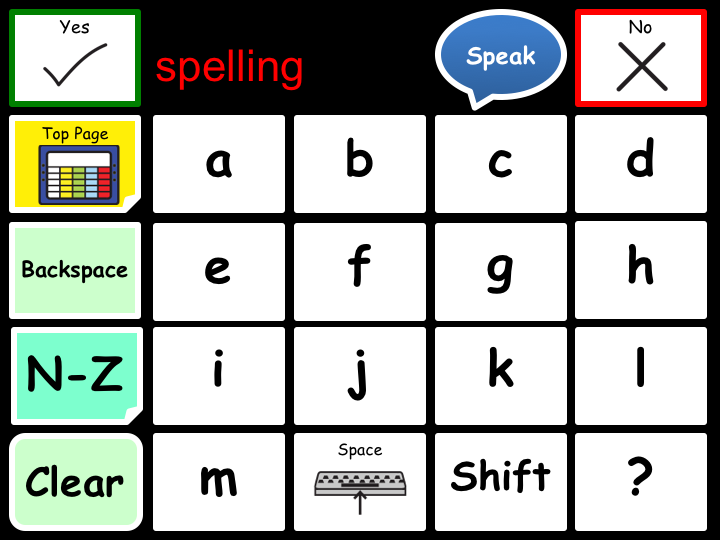 Yes
spelling
Speak
No
Top Page
a
b
c
d
Backspace
e
f
g
h
N-Z
i
j
k
l
Clear
m
Space
Shift
?